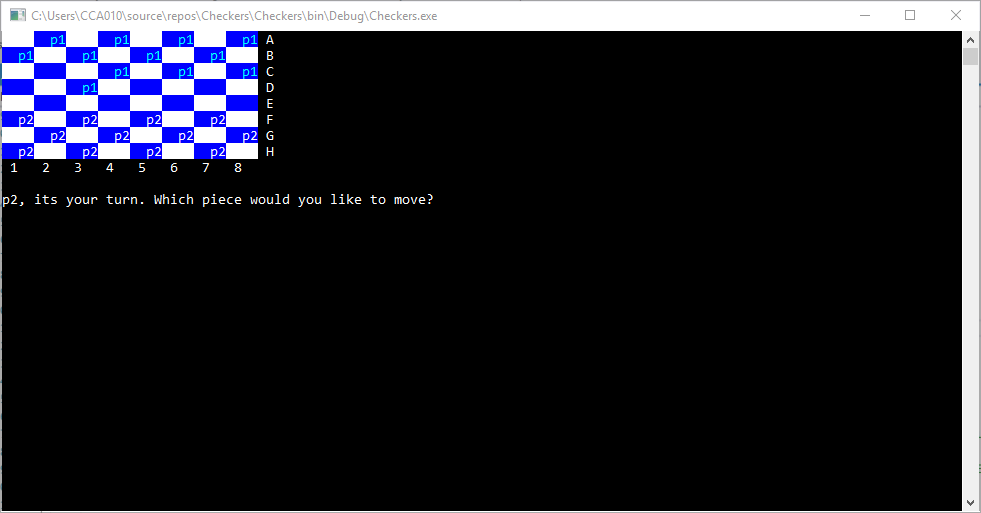 C:\Users\CCA010\source\repos\Checkers\Checkers\bin\Debug\Checkers.exe
p1 p1 p1 p1 A
p1 p1 p1 p1 B
p1 p1 p1 C
p1 D
E
p2 p2 p2 p2 F
p2 p2 p2 p2 G
p2 p2 p2 p2 H
1 2 3 4 5 6 7 8
p2, its your turn. Which piece would you like to move?